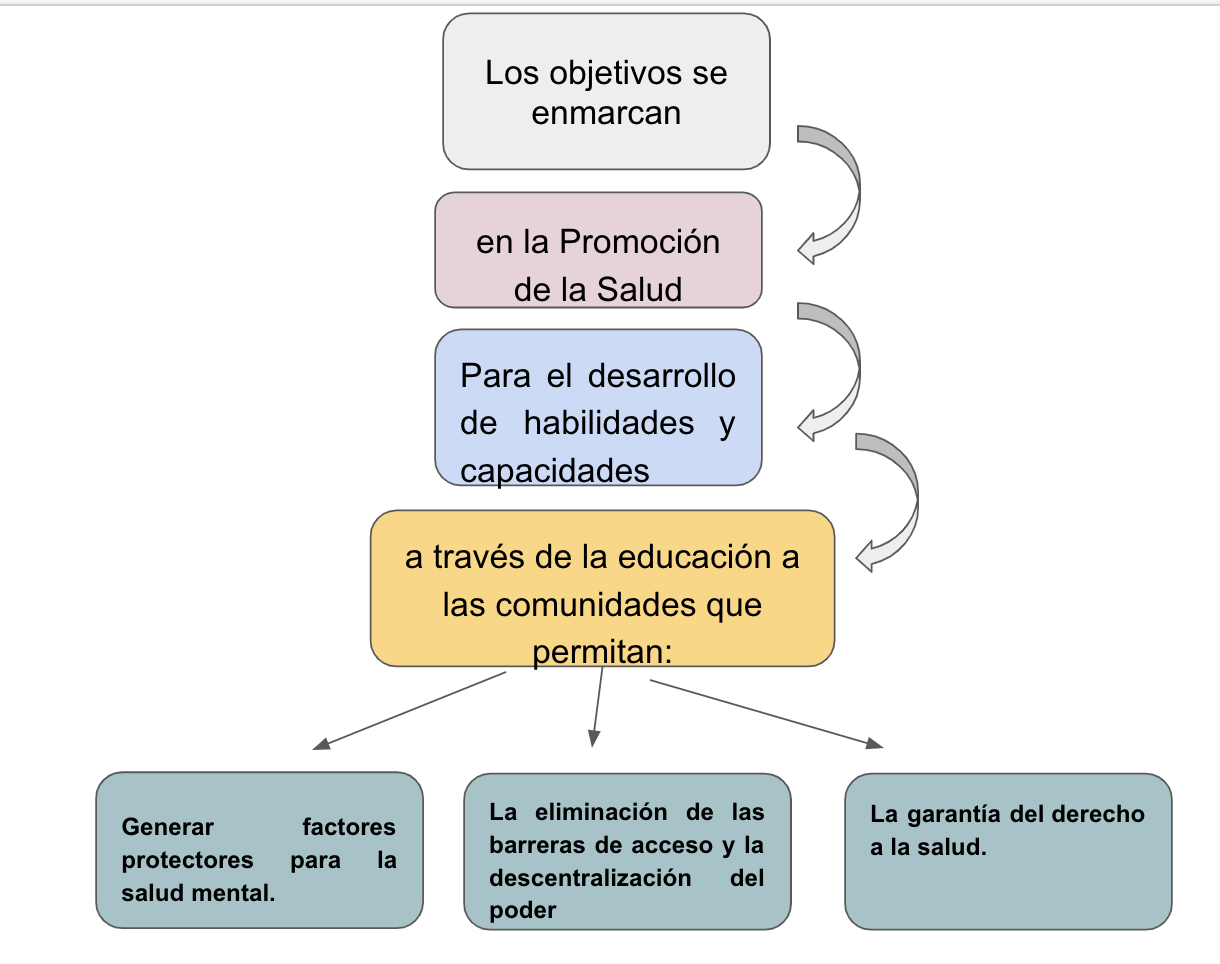 Los objetivos se
enmarcan
en la Promoción
de la Salud
Para el desarrollo
de habilidades y
capacidades
a través de la educación a
las comunidades que
permitan:
Generar factores
protectores para la
salud mental.
La eliminación de las
barreras de acceso y la
descentralización del
poder
La garantía del derecho
a la salud.